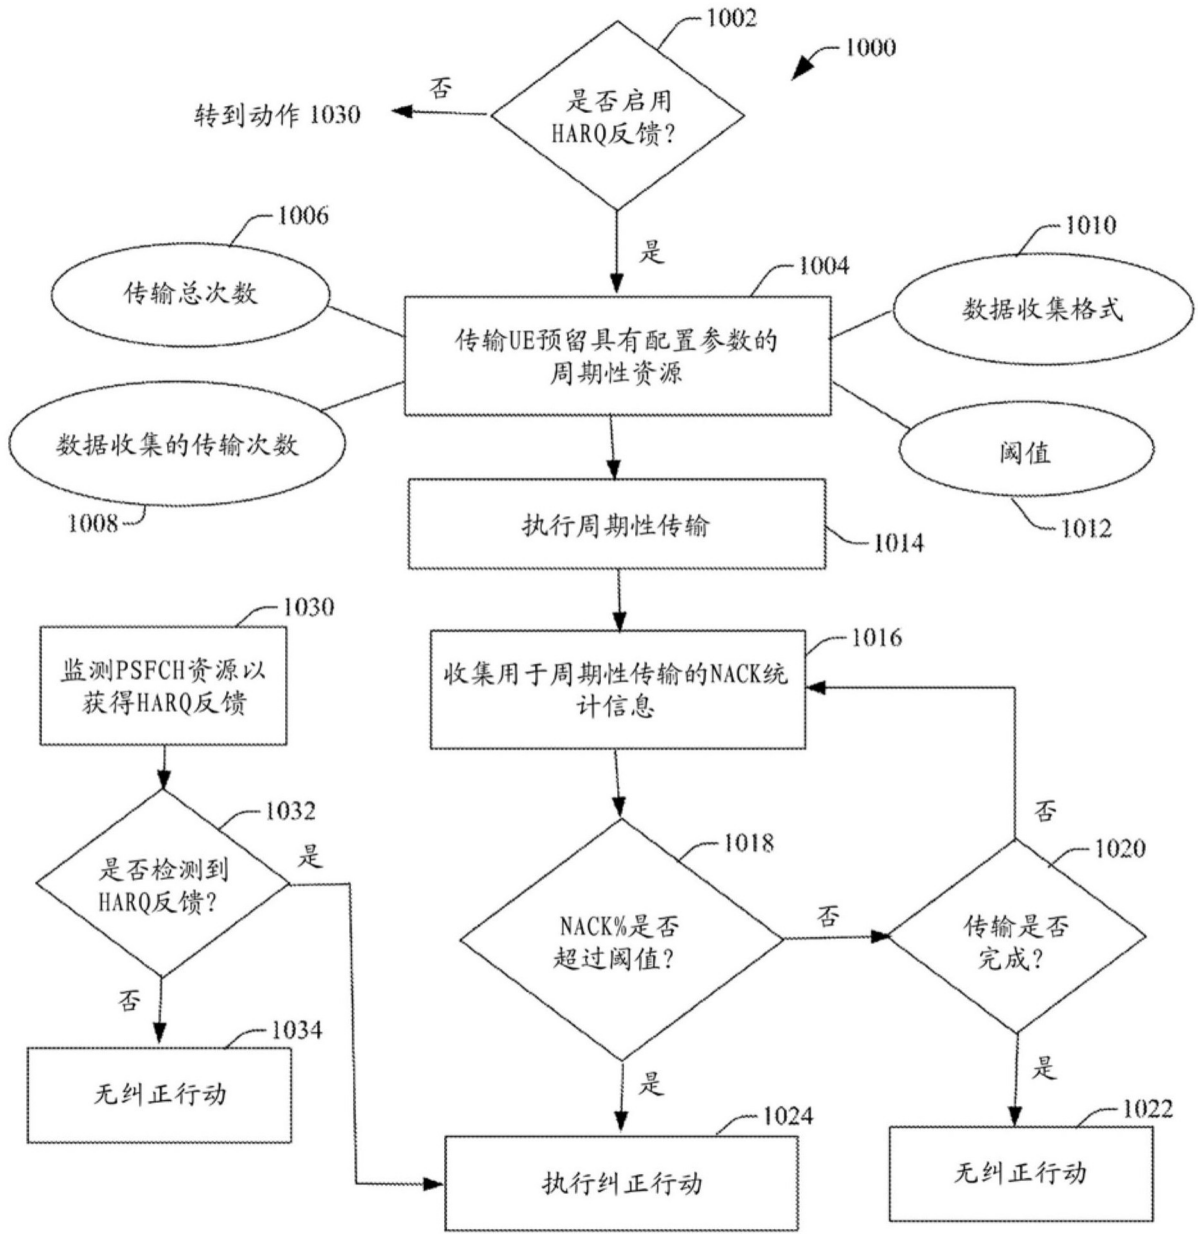 1002
1000
否
转到动作 1030
是否启用
HARQ反馈?
1006
是
1010
1004
传输总次数
数据收集格式
传输UE预留具有配置参数的
周期性资源
数据收集的传输次数
阈值
1008
1012
执行周期性传输
1014
1030
监测PSFCH资源以
获得HARQ反馈
1016
收集用于周期性传输的NACK统
计信息
1032
是否检测到
HARQ反馈?
是
否
1018
NACK%是否
超过阈值?
否
否
1020
传输是否
完成?
1034
无纠正行动
是
是
1024
执行纠正行动
1022
无纠正行动